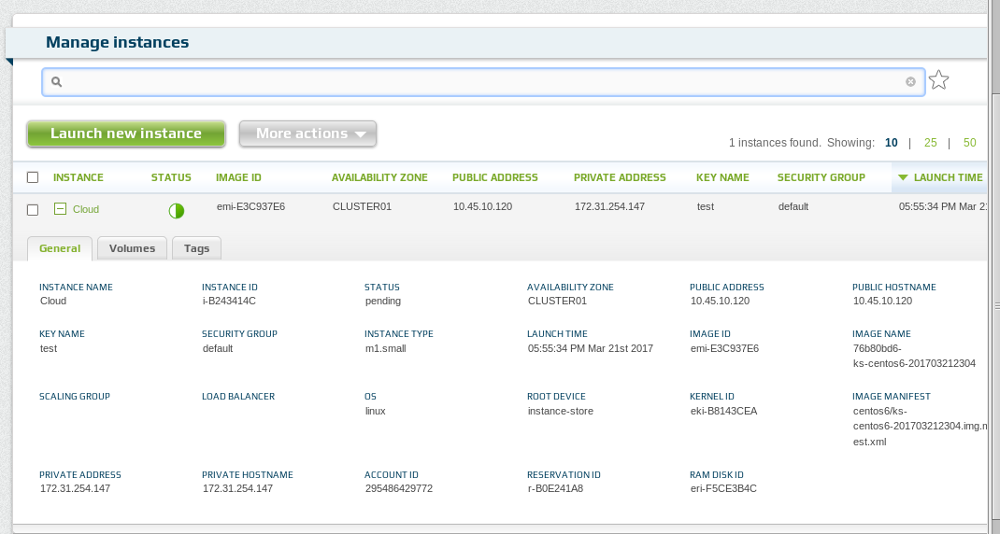 Manage instances
Launch new instance More actions
1 instances found. Showing: 10 | 25 | 50
INSTANCE STATUS IMAGE ID AVAILABILITY ZONE PUBLIC ADDRESS PRIVATE ADDRESS KEY NAME SECURITY GROUP LAUNCH TIME
Cloud emi-E3C937E6 CLUSTER01 10.45.10.120 172.31.254.147 test default 05:55:34 PM Mar 21
General Volumes Tags
INSTANCE NAME INSTANCE ID STATUS AVAILABILITY ZONE PUBLIC ADDRESS PUBLIC HOSTNAME
Cloud i-B243414C pending CLUSTER01 10.45.10.120 10.45.10.120
KEY NAME SECURITY GROUP INSTANCE TYPE LAUNCH TIME IMAGE ID IMAGE NAME
test default m1.small 05:55:34 PM Mar 21st 2017 emi-E3C937E6 76b80bd6-
ks-centos6-201703212304
SCALING GROUP LOAD BALANCER OS ROOT DEVICE KERNEL ID IMAGE MANIFEST
linux instance-store eki-B8143CEA centos6/ks-
centos6-201703212304.img.m
est.xml
PRIVATE ADDRESS PRIVATE HOSTNAME ACCOUNT ID RESERVATION ID RAM DISK ID
172.31.254.147 172.31.254.147 295486429772 r-B0E241A8 eri-F5CE3B4C